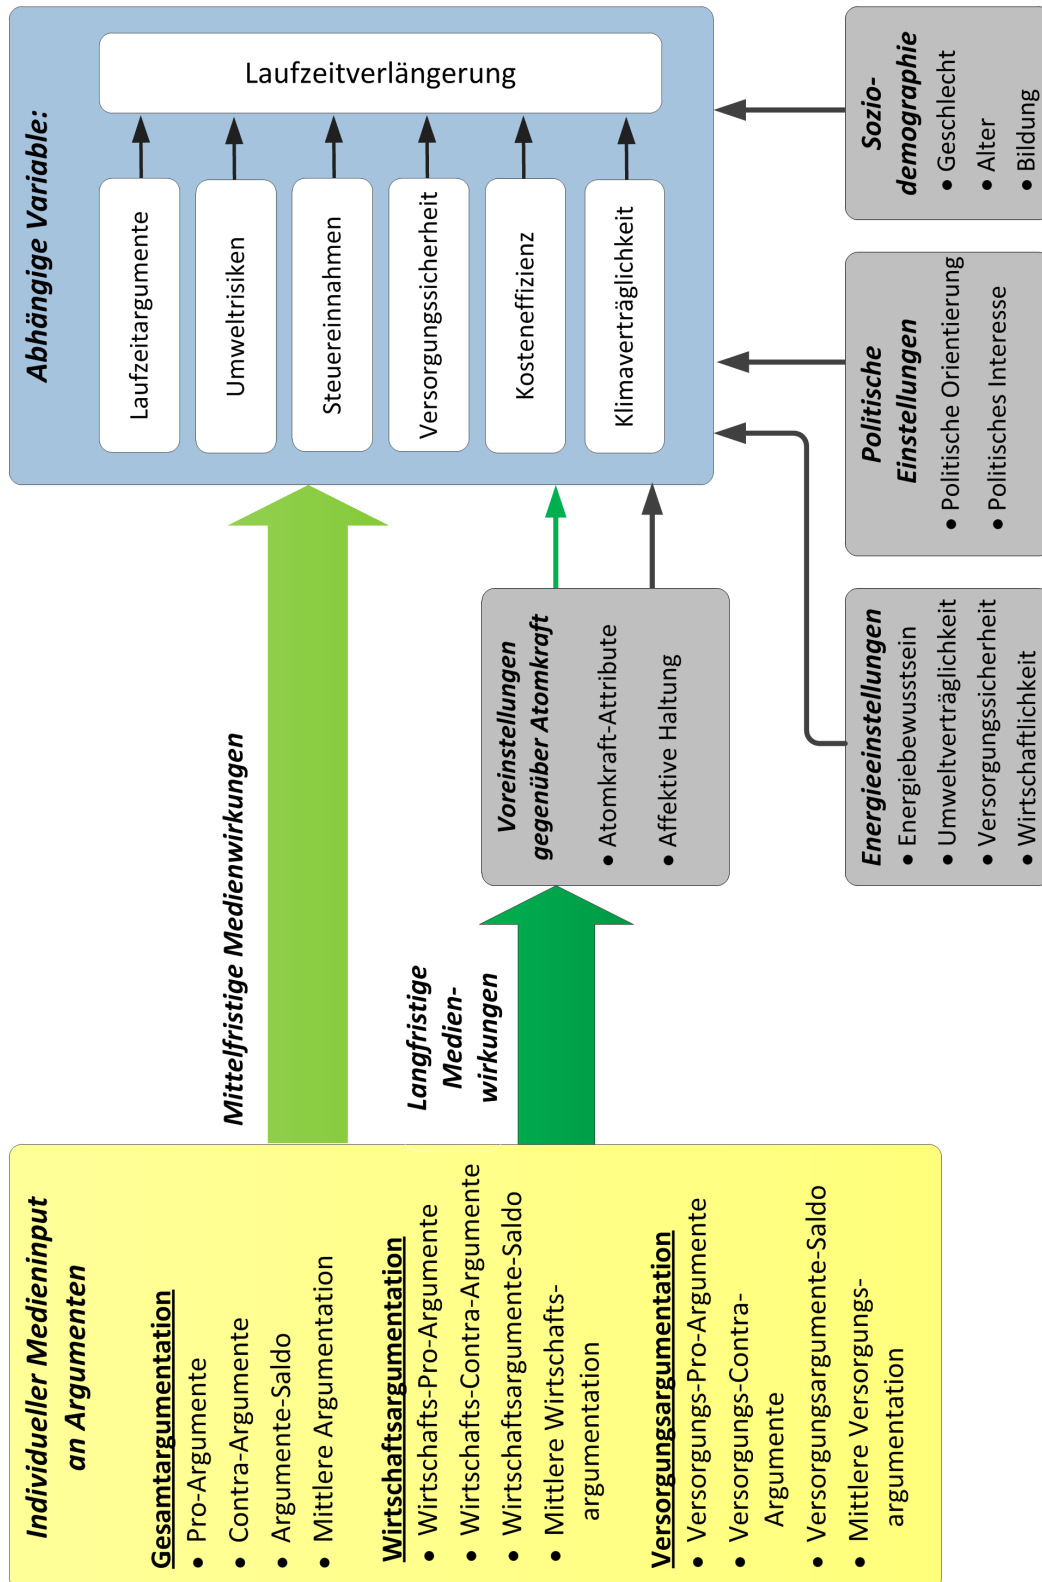 Individueller Medieninput
an Argumenten
Gesamtargumentation
• Pro-Argumente
• Contra-Argumente
• Argumente-Saldo
• Mittlere Argumentation
Wirtschaftsargumentation
• Wirtschafts-Pro-Argumente
• Wirtschafts-Contra-Argumente
• Wirtschaftsargumente-Saldo
• Mittlere Wirtschafts-
argumentation
Versorgungsargumentation
• Versorgungs-Pro-Argumente
• Versorgungs-Contra-
Argumente
• Versorgungsargumente-Saldo
• Mittlere Versorgungs-
argumentation
Mittelfristige Medienwirkungen
Langfristige
Medien-
wirkungen
Voreinstellungen
gegenüber Atomkraft
• Atomkraft-Attribute
• Affektive Haltung
Abhängige Variable:
Laufzeitargumente
Umweltrisiken
Steuereinnahmen
Versorgungssicherheit
Kosteneffizienz
Klimaverträglichkeit
Laufzeitverlängerung
Energieeinstellungen
• Energiebewusstsein
• Umweltverträglichkeit
• Versorgungssicherheit
• Wirtschaftlichkeit
Politische
Einstellungen
• Politische Orientierung
• Politisches Interesse
Sozio-
demographie
• Geschlecht
• Alter
• Bildung